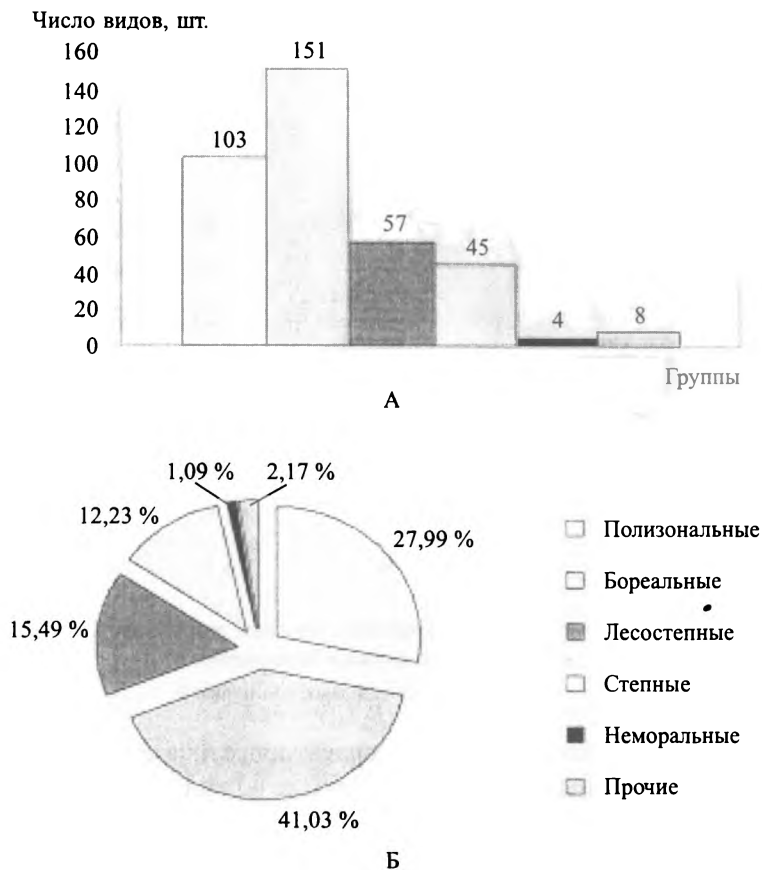 Число видов, шт.
160
140
120
100
80
60
40
20
0
103
151
57
45
4
8
Группы
А
1,09 %
2,17 %
12,23 %
27,99 %
15,49 %
41,03 %
Полизональные
Бореальные
Лесостепные
Степные
Неморальные
Прочие
Б